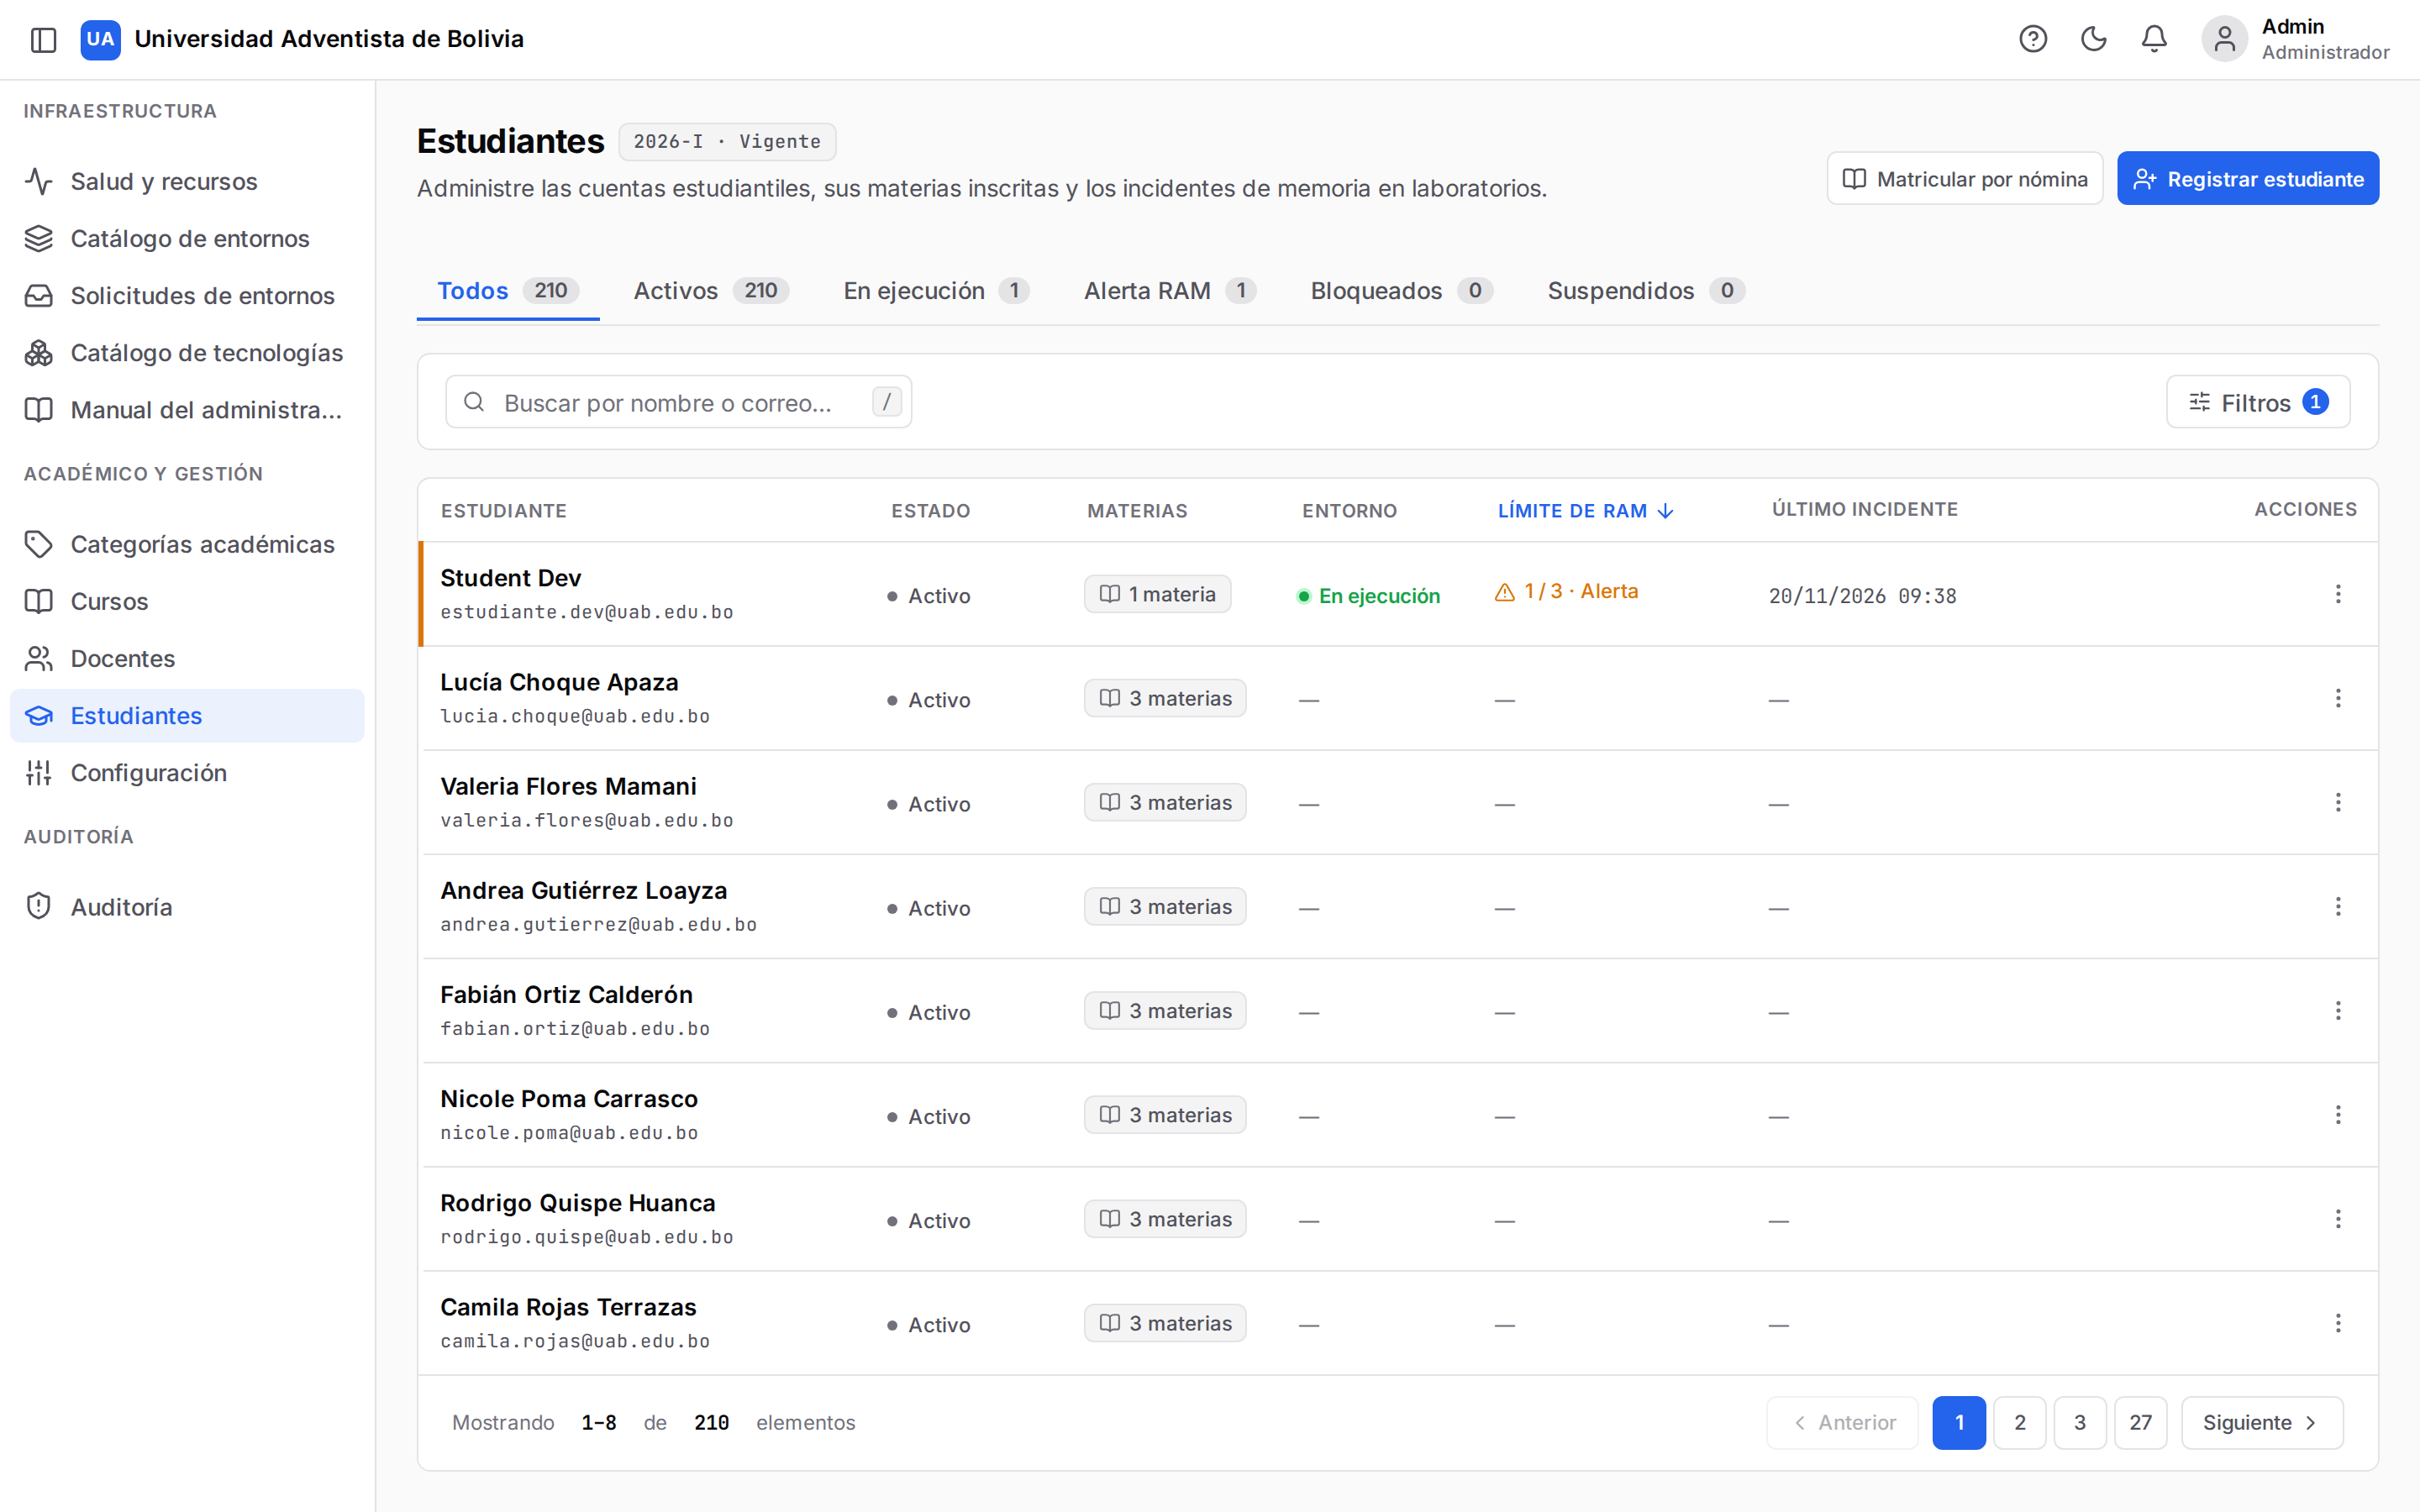 UA Universidad Adventista de Bolivia
Admin
Administrador
INFRAESTRUCTURA
Salud y recursos
Catálogo de entornos
Solicitudes de entornos
Catálogo de tecnologías
Manual del administra...
ACADÉMICO Y GESTIÓN
Categorías académicas
Cursos
Docentes
Estudiantes
Configuración
AUDITORÍA
Auditoría
Estudiantes 2026-I · Vigente
Administre las cuentas estudiantiles, sus materias inscritas y los incidentes de memoria en laboratorios.
Matricular por nómina Registrar estudiante
Todos 210 Activos 210 En ejecución 1 Alerta RAM 1 Bloqueados 0 Suspendidos 0
Buscar por nombre o correo... / Filtros 1
ESTUDIANTE ESTADO MATERIAS ENTORNO LÍMITE DE RAM ÚLTIMO INCIDENTE ACCIONES
Student Dev
estudiante.dev@uab.edu.bo Activo 1 materia En ejecución 1 / 3 · Alerta 20/11/2026 09:38
Lucía Choque Apaza
lucia.choque@uab.edu.bo Activo 3 materias — — —
Valeria Flores Mamani
valeria.flores@uab.edu.bo Activo 3 materias — — —
Andrea Gutiérrez Loayza
andrea.gutierrez@uab.edu.bo Activo 3 materias — — —
Fabián Ortiz Calderón
fabian.ortiz@uab.edu.bo Activo 3 materias — — —
Nicole Poma Carrasco
nicole.poma@uab.edu.bo Activo 3 materias — — —
Rodrigo Quispe Huanca
rodrigo.quispe@uab.edu.bo Activo 3 materias — — —
Camila Rojas Terrazas
camila.rojas@uab.edu.bo Activo 3 materias — — —
Mostrando 1–8 de 210 elementos Anterior 1 2 3 27 Siguiente